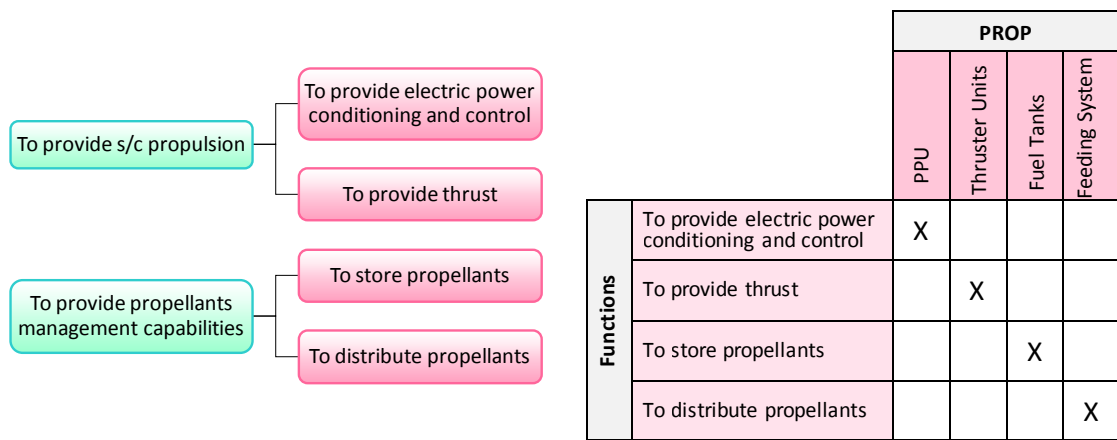 To provide s/c propulsion
To provide electric power
conditioning and control
To provide thrust
To provide propellants
management capabilities
To store propellants
To distribute propellants
PROP
PPU
Thruster Units
Fuel Tanks
Feeding System
Functions
To provide electric power
conditioning and control
X
To provide thrust
X
To store propellants
X
To distribute propellants
X